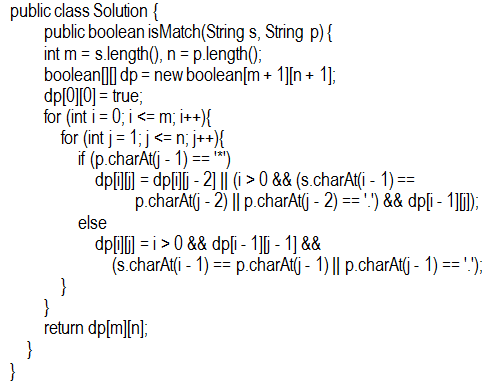 public class Solution {
public boolean isMatch(String s, String p) {
int m = s.length(), n = p.length();
boolean[][] dp = new boolean[m + 1][n + 1];
dp[0][0] = true;
for (int i = 0; i <= m; i++){
for (int j = 1; j <= n; j++){
if (p.charAt(j - 1) == '*')
dp[i][j] = dp[i][j - 2] || (i > 0 && (s.charAt(i - 1) ==
p.charAt(j - 2) || p.charAt(j - 2) == '.') && dp[i - 1][j]);
else
dp[i][j] = i > 0 && dp[i - 1][j - 1] &&
(s.charAt(i - 1) == p.charAt(j - 1) || p.charAt(j - 1) == '.');
}
}
return dp[m][n];
}
}